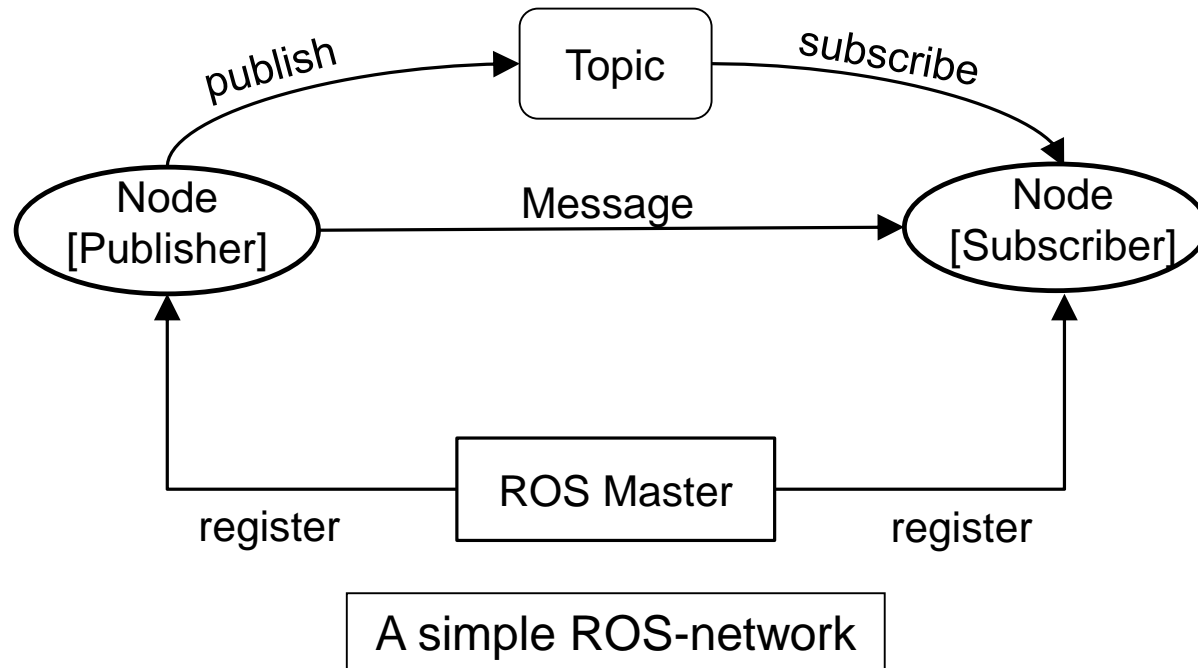 publish
Topic
subscribe
Node
[Publisher]
Message
Node
[Subscriber]
ROS Master
register
register
A simple ROS-network